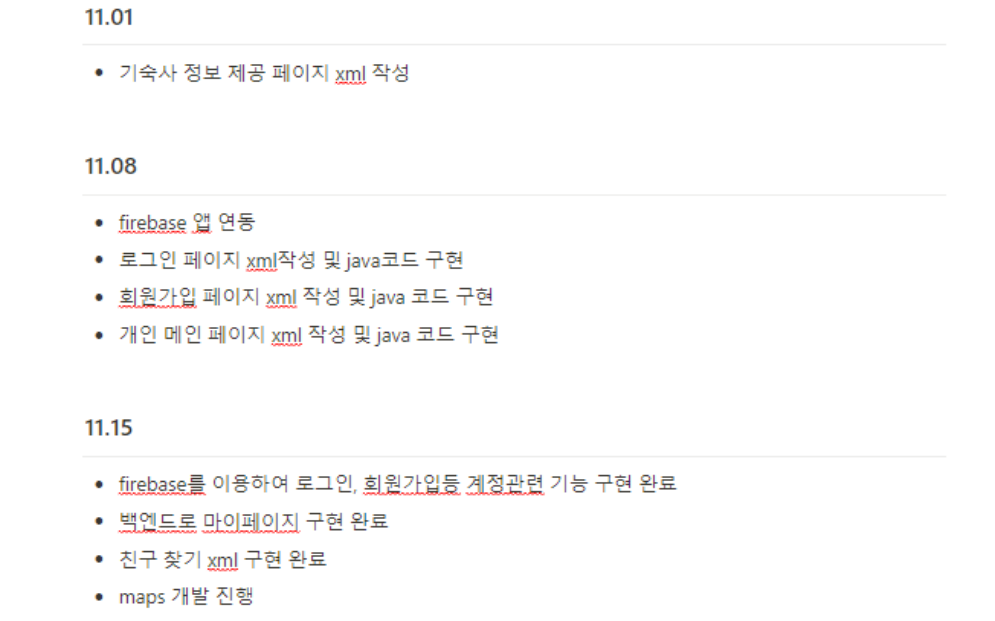 11.01
기숙사 정보 제공 페이지 xml 작성
11.08
firebase 앱 연동
로그인 페이지 xml작성 및 java코드 구현
회원가입 페이지 xml 작성 및 java 코드 구현
개인 메인 페이지 xml 작성 및 java 코드 구현
11.15
firebase를 이용하여 로그인, 회원가입등 계정관련 기능 구현 완료
백엔드로 마이페이지 구현 완료
친구 찾기 xml 구현 완료
maps 개발 진행